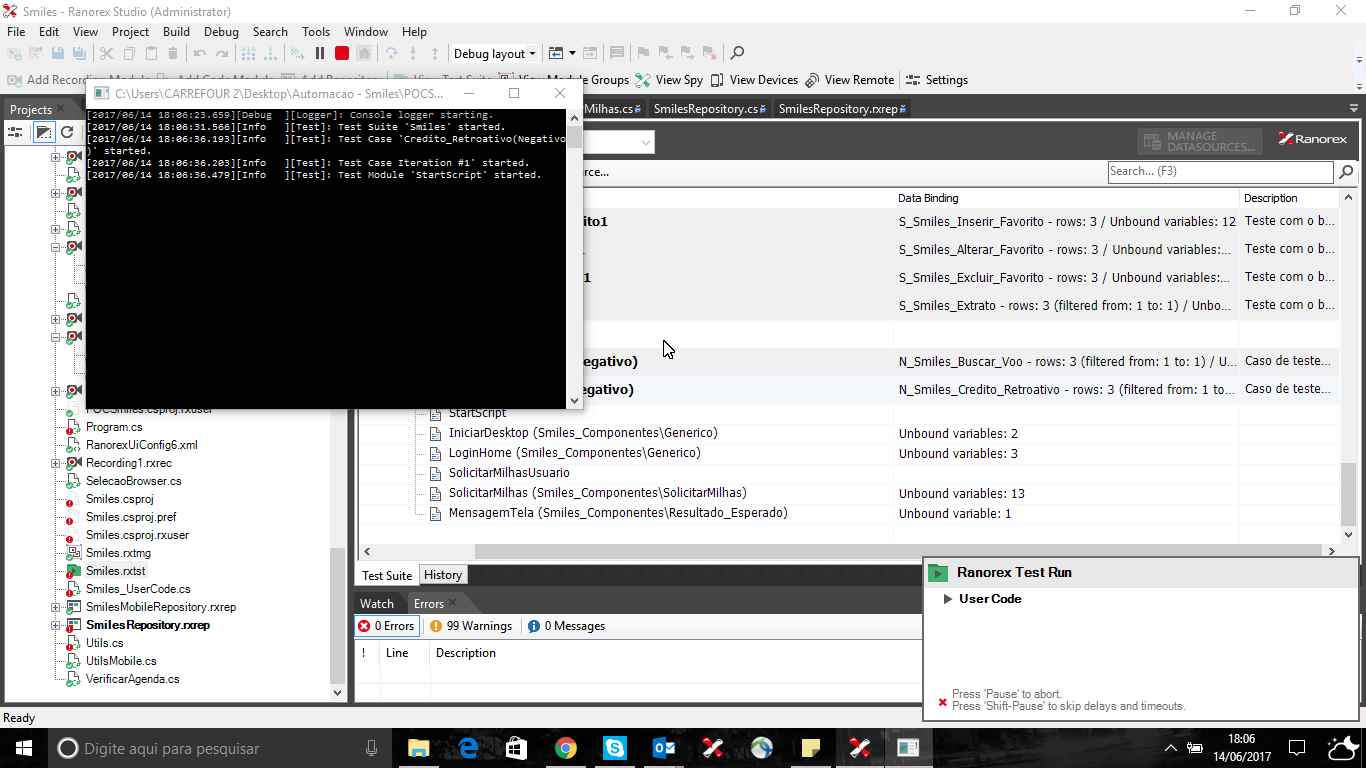 Smiles - Ranorex Studio (Administrator)
File Edit View Project Build Debug Search Tools Window Help
Debug layout
Add Code Module
View Module Groups
View Spy
View Devices
View Remote
Settings
C:\Users\CARREFOUR 2\Desktop\Automacao - Smiles\POCS...
[2017/06/14 18:06:23.659][Debug ][Logger]: Console logger starting.
[2017/06/14 18:06:31.566][Info ][Test]: Test Suite 'Smiles' started.
[2017/06/14 18:06:36.193][Info ][Test]: Test Case 'Credito_Retroativo(Negativo
)' started.
[2017/06/14 18:06:36.203][Info ][Test]: Test Case Iteration #1' started.
[2017/06/14 18:06:36.479][Info ][Test]: Test Module 'StartScript' started.
Projects
Milhas.cs
SmilesRepository.cs
SmilesRepository.rxrep
MANAGE
DATASOURCES...
Ranorex
rce...
Search... (F3)
Data Binding
Description
ito1
S_Smiles_Inserir_Favorito - rows: 3 / Unbound variables: 12
Teste com o b...
S_Smiles_Alterar_Favorito - rows: 3 / Unbound variables:...
Teste com o b...
1
S_Smiles_Excluir_Favorito - rows: 3 / Unbound variables:...
Teste com o b...
S_Smiles_Extrato - rows: 3 (filtered from: 1 to: 1) / Unbo...
Teste com o b...
egativo)
N_Smiles_Buscar_Voo - rows: 3 (filtered from: 1 to: 1) / U...
Caso de teste...
egativo)
N_Smiles_Credito_Retroativo - rows: 3 (filtered from: 1 to...
Caso de teste...
StartScript
IniciarDesktop (Smiles_Componentes\Generico)
Unbound variables: 2
LoginHome (Smiles_Componentes\Generico)
Unbound variables: 3
SolicitarMilhasUsuario
SolicitarMilhas (Smiles_Componentes\SolicitarMilhas)
Unbound variables: 13
MensagemTela (Smiles_Componentes\Resultado_Esperado)
Unbound variable: 1
POCSmiles.csproj.rxuser
Program.cs
RanorexUiConfig6.xml
Recording1.rxrec
SelecaoBrowser.cs
Smiles.csproj
Smiles.csproj.pref
Smiles.csproj.rxuser
Smiles.rxtmg
Smiles.rxtst
Smiles_UserCode.cs
SmilesMobileRepository.rxrep
SmilesRepository.rxrep
Utils.cs
UtilsMobile.cs
VerificarAgenda.cs
Test Suite
History
Watch
Errors
0 Errors
99 Warnings
0 Messages
!
Line
Description
Ranorex Test Run
User Code
Press 'Pause' to abort.
Press 'Shift-Pause' to skip delays and timeouts.
Ready
Digite aqui para pesquisar
18:06
14/06/2017